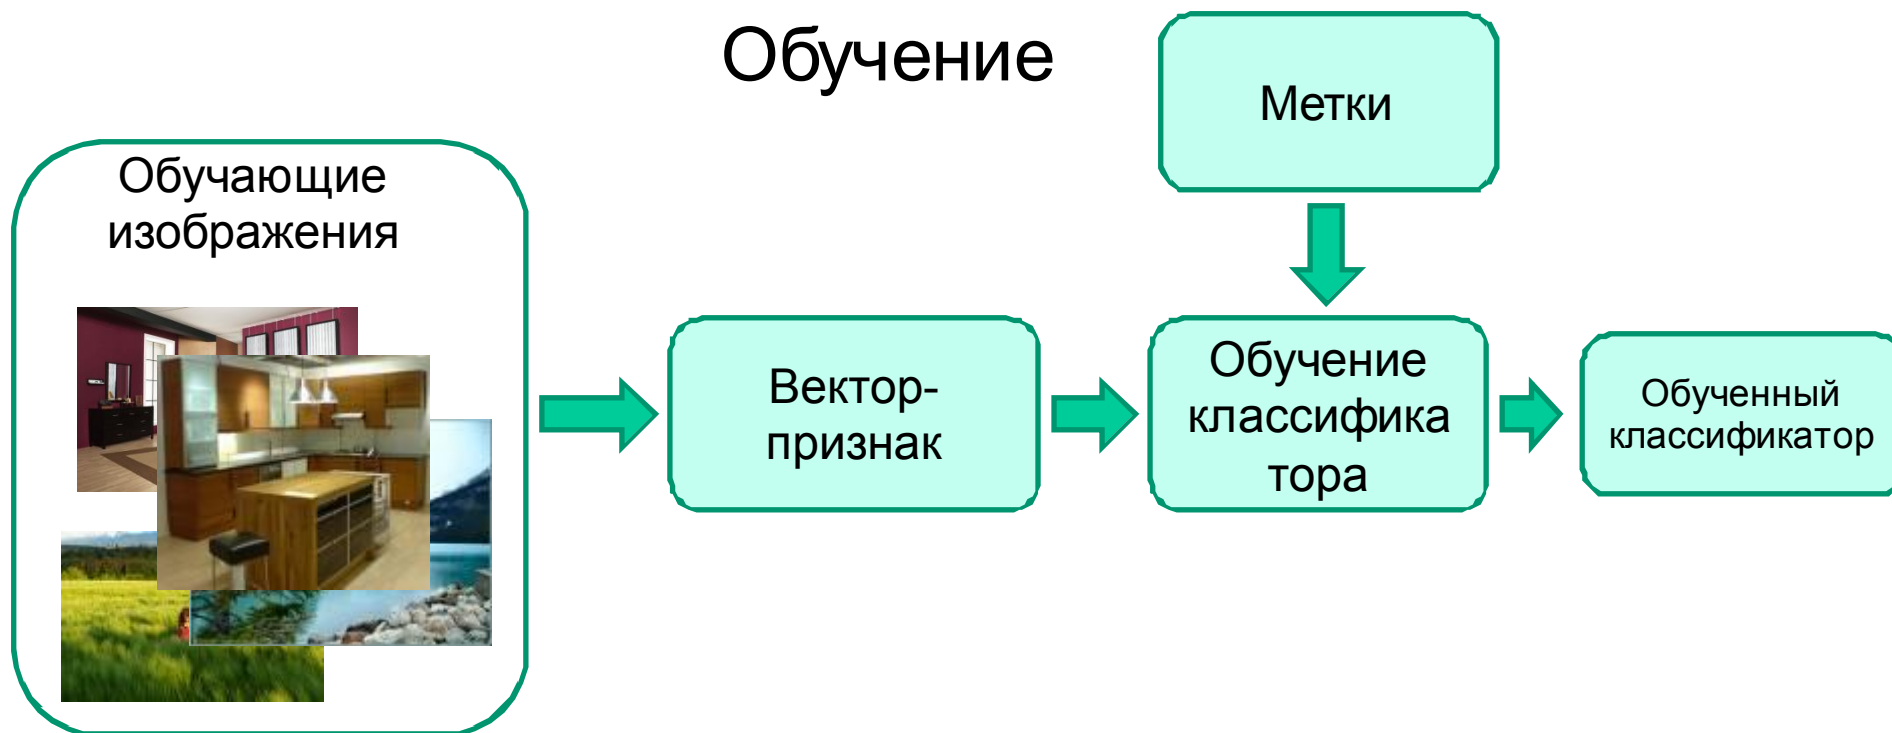 Обучение
Метки
Обучающие
изображения
Вектор-
признак
Обучение
классифика
тора
Обученный
классификатор